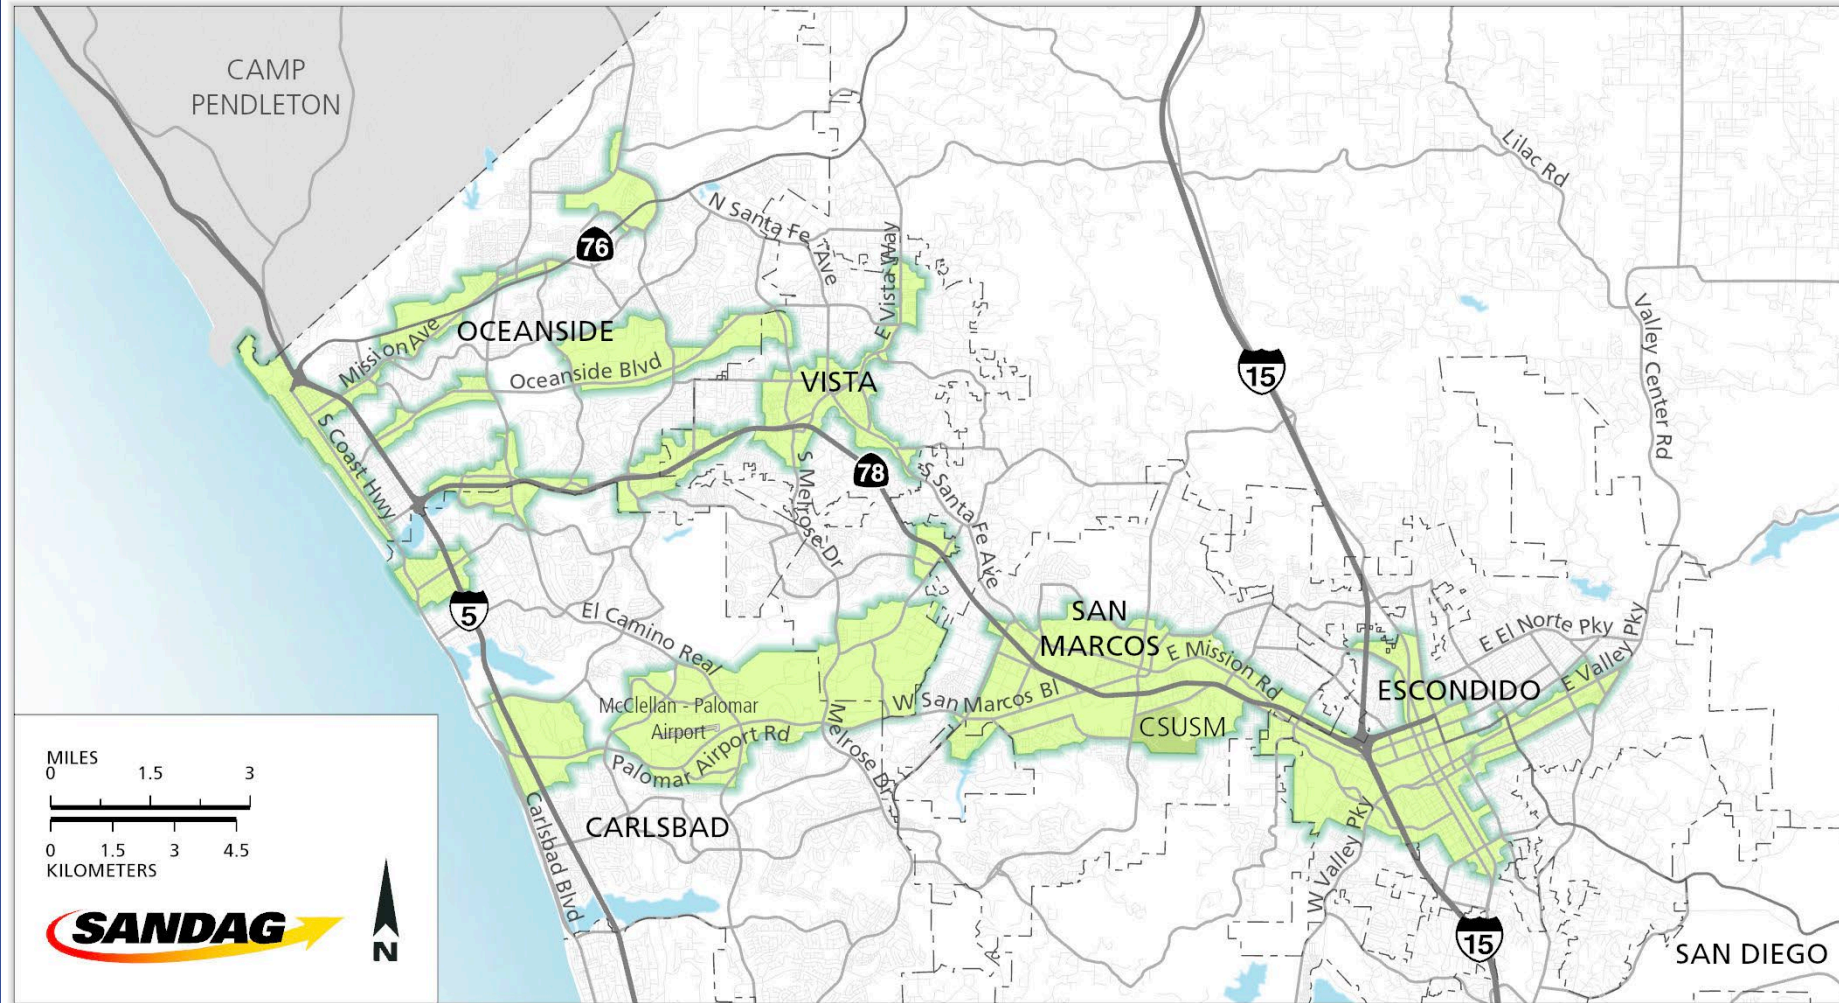 CAMP
PENDLETON
Lilac Rd
N Santa Fe Ave
76
E Vista Way
OCEANSIDE
Mission Ave
Oceanside Blvd
VISTA
15
Valley Center Rd
S Coast Hwy
S Melrose Dr
78
S Santa Fe Ave
5
El Camino Real
SAN
MARCOS
E Mission Rd
E El Norte Pky
E Valley Pky
ESCONDIDO
W San Marcos Bl
McClellan - Palomar
Airport
CSUSM
Palomar Airport Rd
Melrose Dr
CARLSBAD
Carlsbad Blvd
W Valley Pky
15
SAN DIEGO
MILES
0 1.5 3
0 1.5 3 4.5
KILOMETERS
SANDAG
N